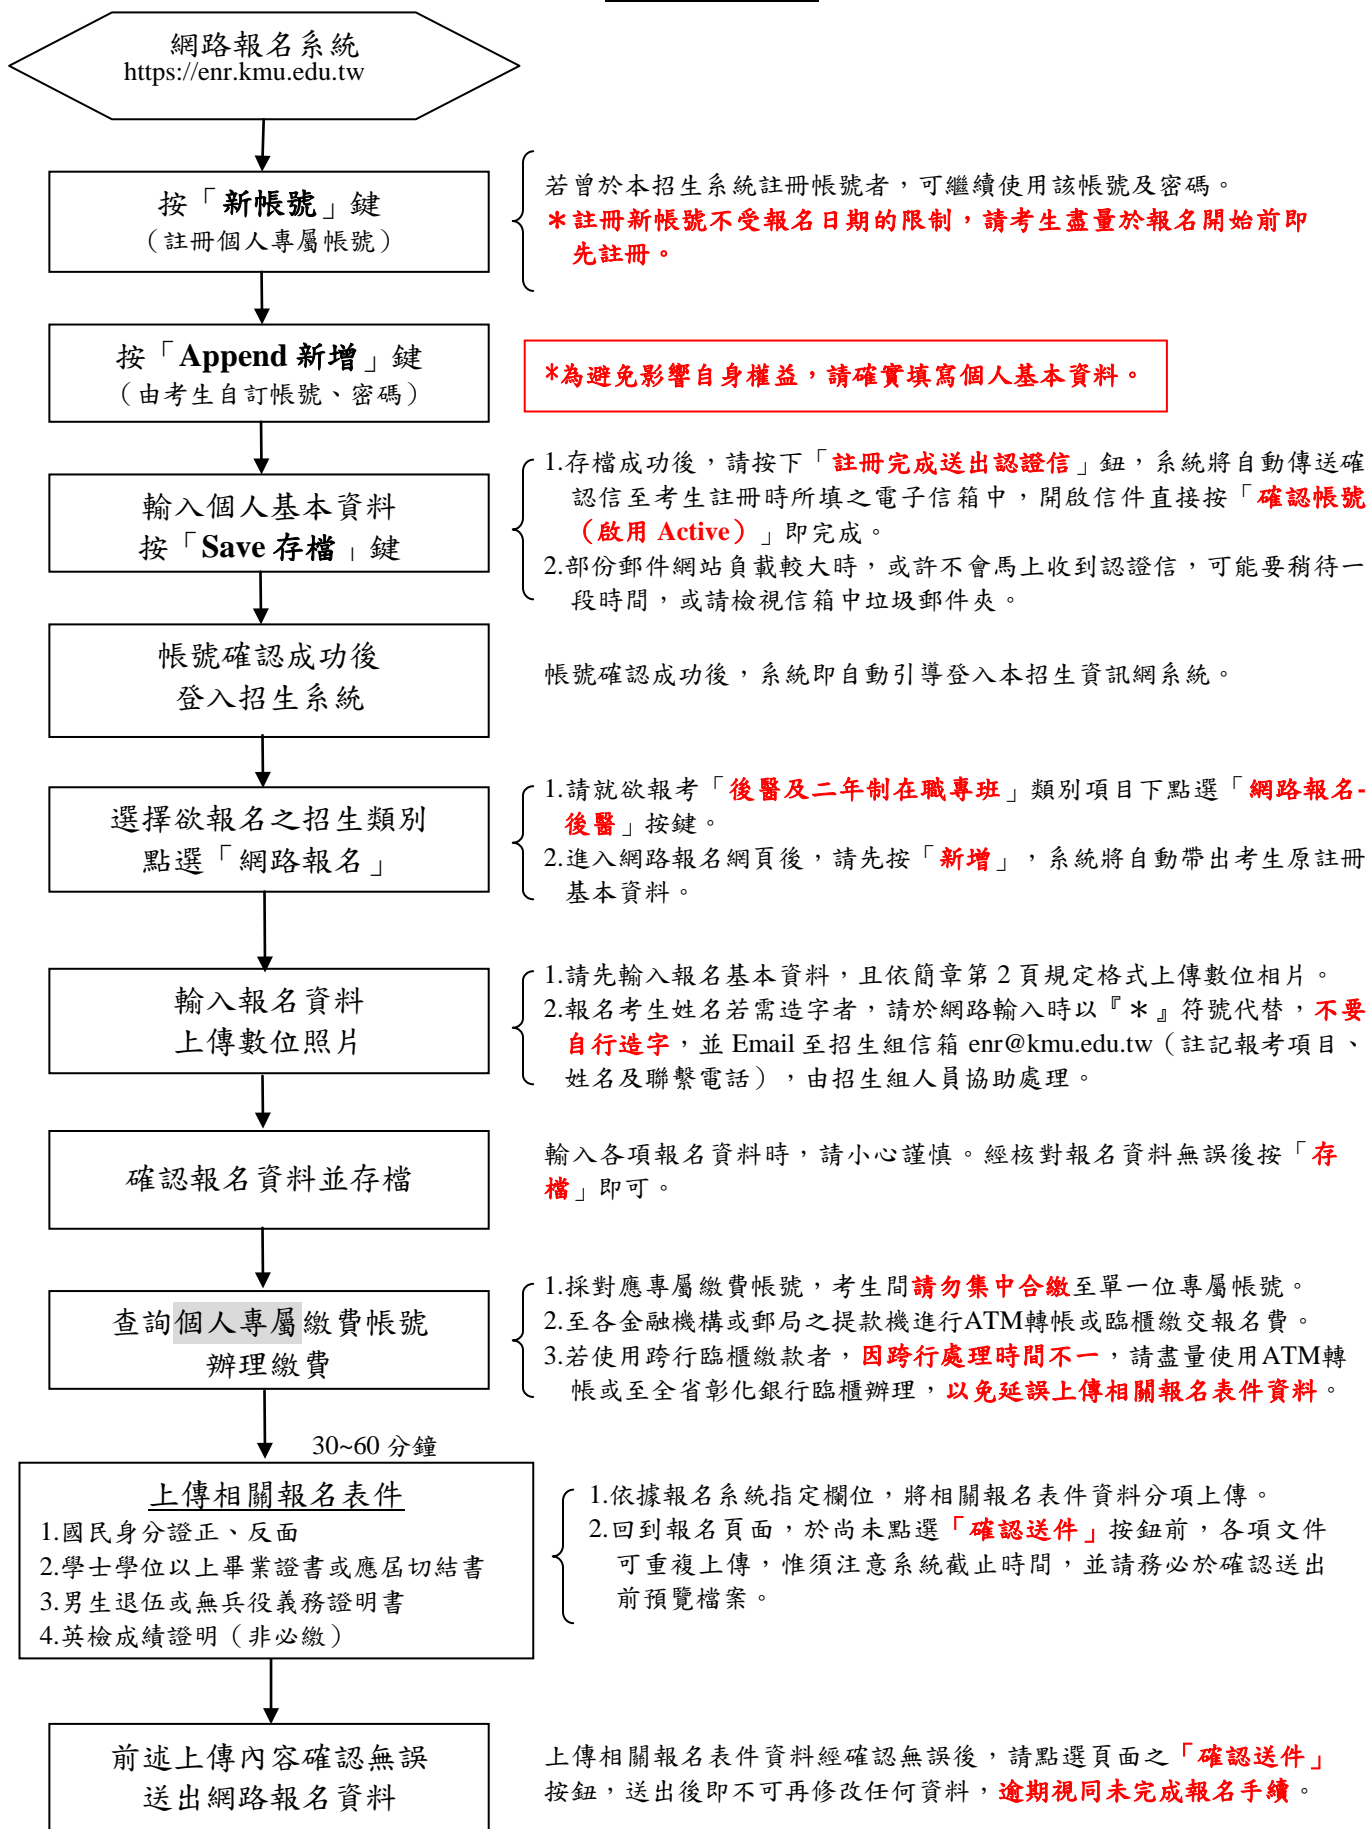 網路報名系統
https://enr.kmu.edu.tw
按「新帳號」鍵
（註冊個人專屬帳號）
若曾於本招生系統註冊帳號者，可繼續使用該帳號及密碼。
＊註冊新帳號不受報名日期的限制，請考生盡量於報名開始前即
先註冊。
按「Append 新增」鍵
（由考生自訂帳號、密碼）
*為避免影響自身權益，請確實填寫個人基本資料。
輸入個人基本資料
按「Save 存檔」鍵
1.存檔成功後，請按下「註冊完成送出認證信」鈕，系統將自動傳送確
認信至考生註冊時所填之電子信箱中，開啟信件直接按「確認帳號
（啟用 Active）」即完成。
2.部份郵件網站負載較大時，或許不會馬上收到認證信，可能要稍待一
段時間，或請檢視信箱中垃圾郵件夾。
帳號確認成功後
登入招生系統
帳號確認成功後，系統即自動引導登入本招生資訊網系統。
選擇欲報名之招生類別
點選「網路報名」
1.請就欲報考「後醫及二年制在職專班」類別項目下點選「網路報名-
後醫」按鍵。
2.進入網路報名網頁後，請先按「新增」，系統將自動帶出考生原註冊
基本資料。
輸入報名資料
上傳數位照片
1.請先輸入報名基本資料，且依簡章第 2 頁規定格式上傳數位相片。
2.報名考生姓名若需造字者，請於網路輸入時以『＊』符號代替，不要
自行造字，並 Email 至招生組信箱 enr@kmu.edu.tw（註記報考項目、
姓名及聯繫電話），由招生組人員協助處理。
確認報名資料並存檔
輸入各項報名資料時，請小心謹慎。經核對報名資料無誤後按「存
檔」即可。
查詢個人專屬繳費帳號
辦理繳費
1.採對應專屬繳費帳號，考生間請勿集中合繳至單一位專屬帳號。
2.至各金融機構或郵局之提款機進行ATM轉帳或臨櫃繳交報名費。
3.若使用跨行臨櫃繳款者，因跨行處理時間不一，請盡量使用ATM轉
帳或至全省彰化銀行臨櫃辦理，以免延誤上傳相關報名表件資料。
30~60 分鐘
上傳相關報名表件
1.國民身分證正、反面
2.學士學位以上畢業證書或應屆切結書
3.男生退伍或無兵役義務證明書
4.英檢成績證明（非必繳）
1.依據報名系統指定欄位，將相關報名表件資料分項上傳。
2.回到報名頁面，於尚未點選「確認送件」按鈕前，各項文件
可重複上傳，惟須注意系統截止時間，並請務必於確認送出
前預覽檔案。
前述上傳內容確認無誤
送出網路報名資料
上傳相關報名表件資料經確認無誤後，請點選頁面之「確認送件」
按鈕，送出後即不可再修改任何資料，逾期視同未完成報名手續。